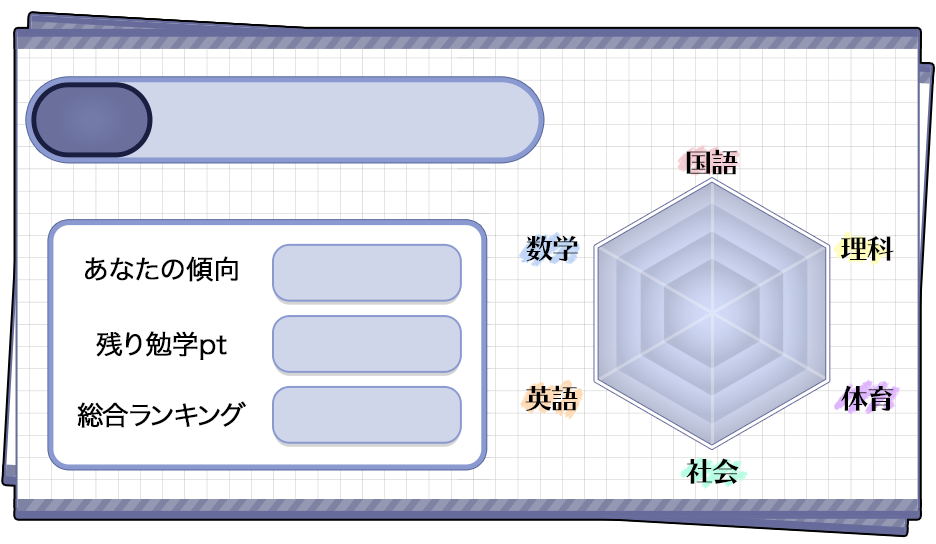 国語
数学
理科
あなたの傾向
残り勉学pt
総合ランキング
英語
体育
社会